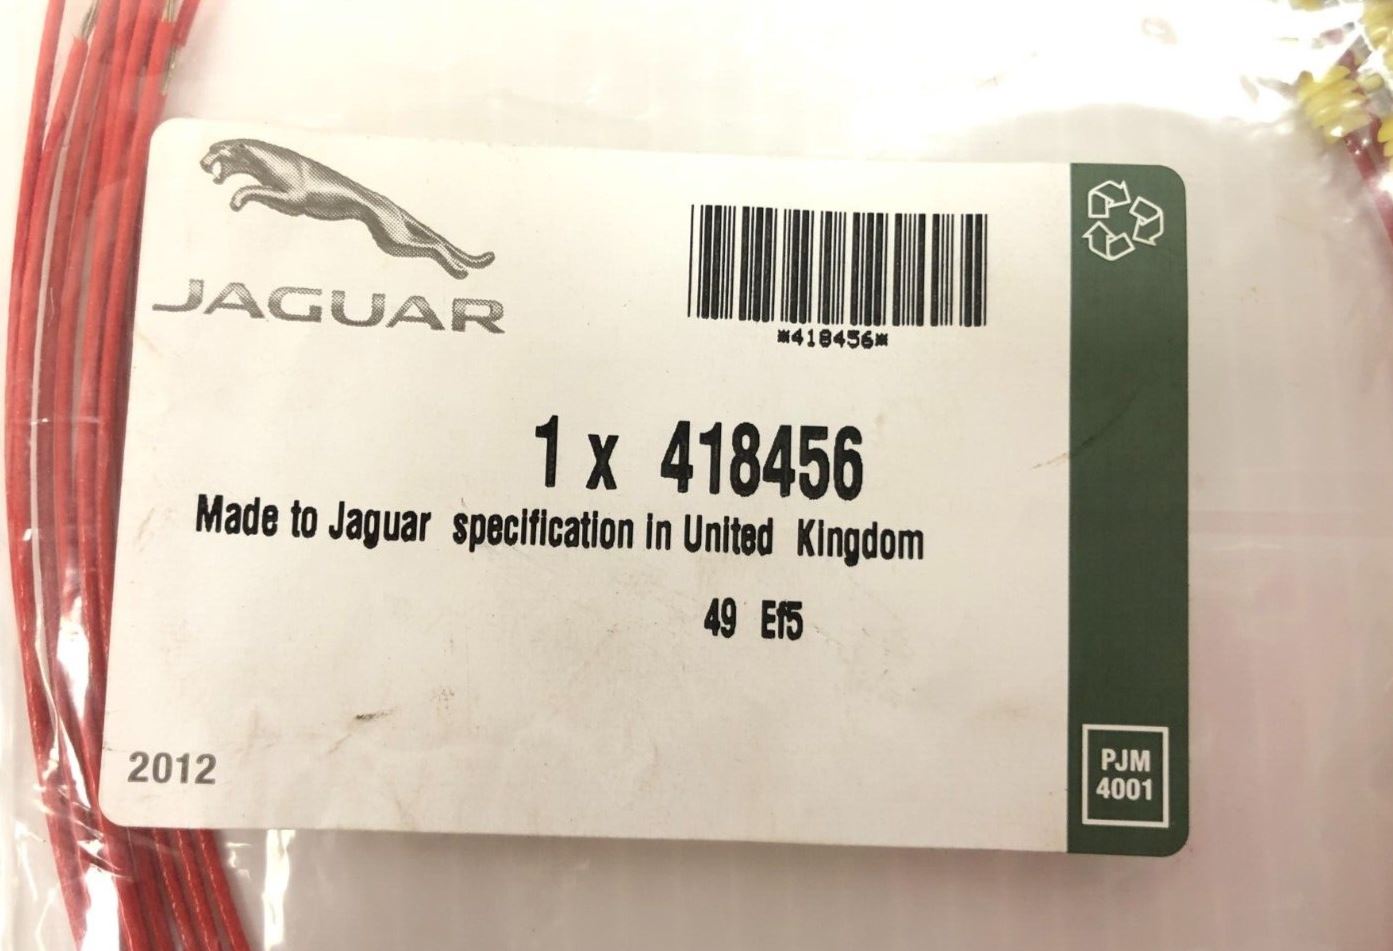 JAGUAR
*418456*
1 x 418456
Made to Jaguar specification in United Kingdom
49 Ef5
2012
PJM
4001